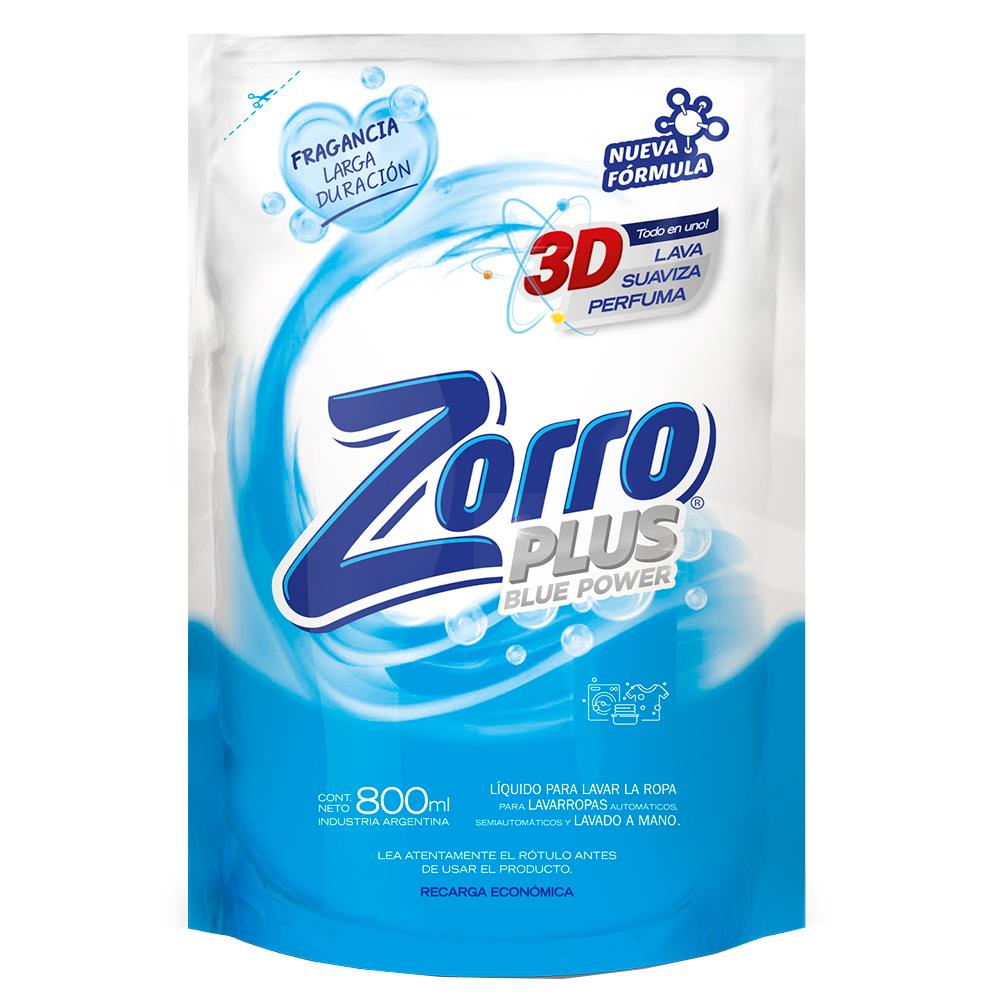 FRAGANCIA
LARGA
DURACIÓN
NUEVA
FÓRMULA
3D
Todo en uno!
LAVA
SUAVIZA
PERFUMA
Zorro®
PLUS
BLUE POWER
CONT.
NETO 800ml
INDUSTRIA ARGENTINA
LÍQUIDO PARA LAVAR LA ROPA
PARA LAVARROPAS AUTOMÁTICOS,
SEMIAUTOMÁTICOS Y LAVADO A MANO.
LEA ATENTAMENTE EL RÓTULO ANTES
DE USAR EL PRODUCTO.
RECARGA ECONÓMICA